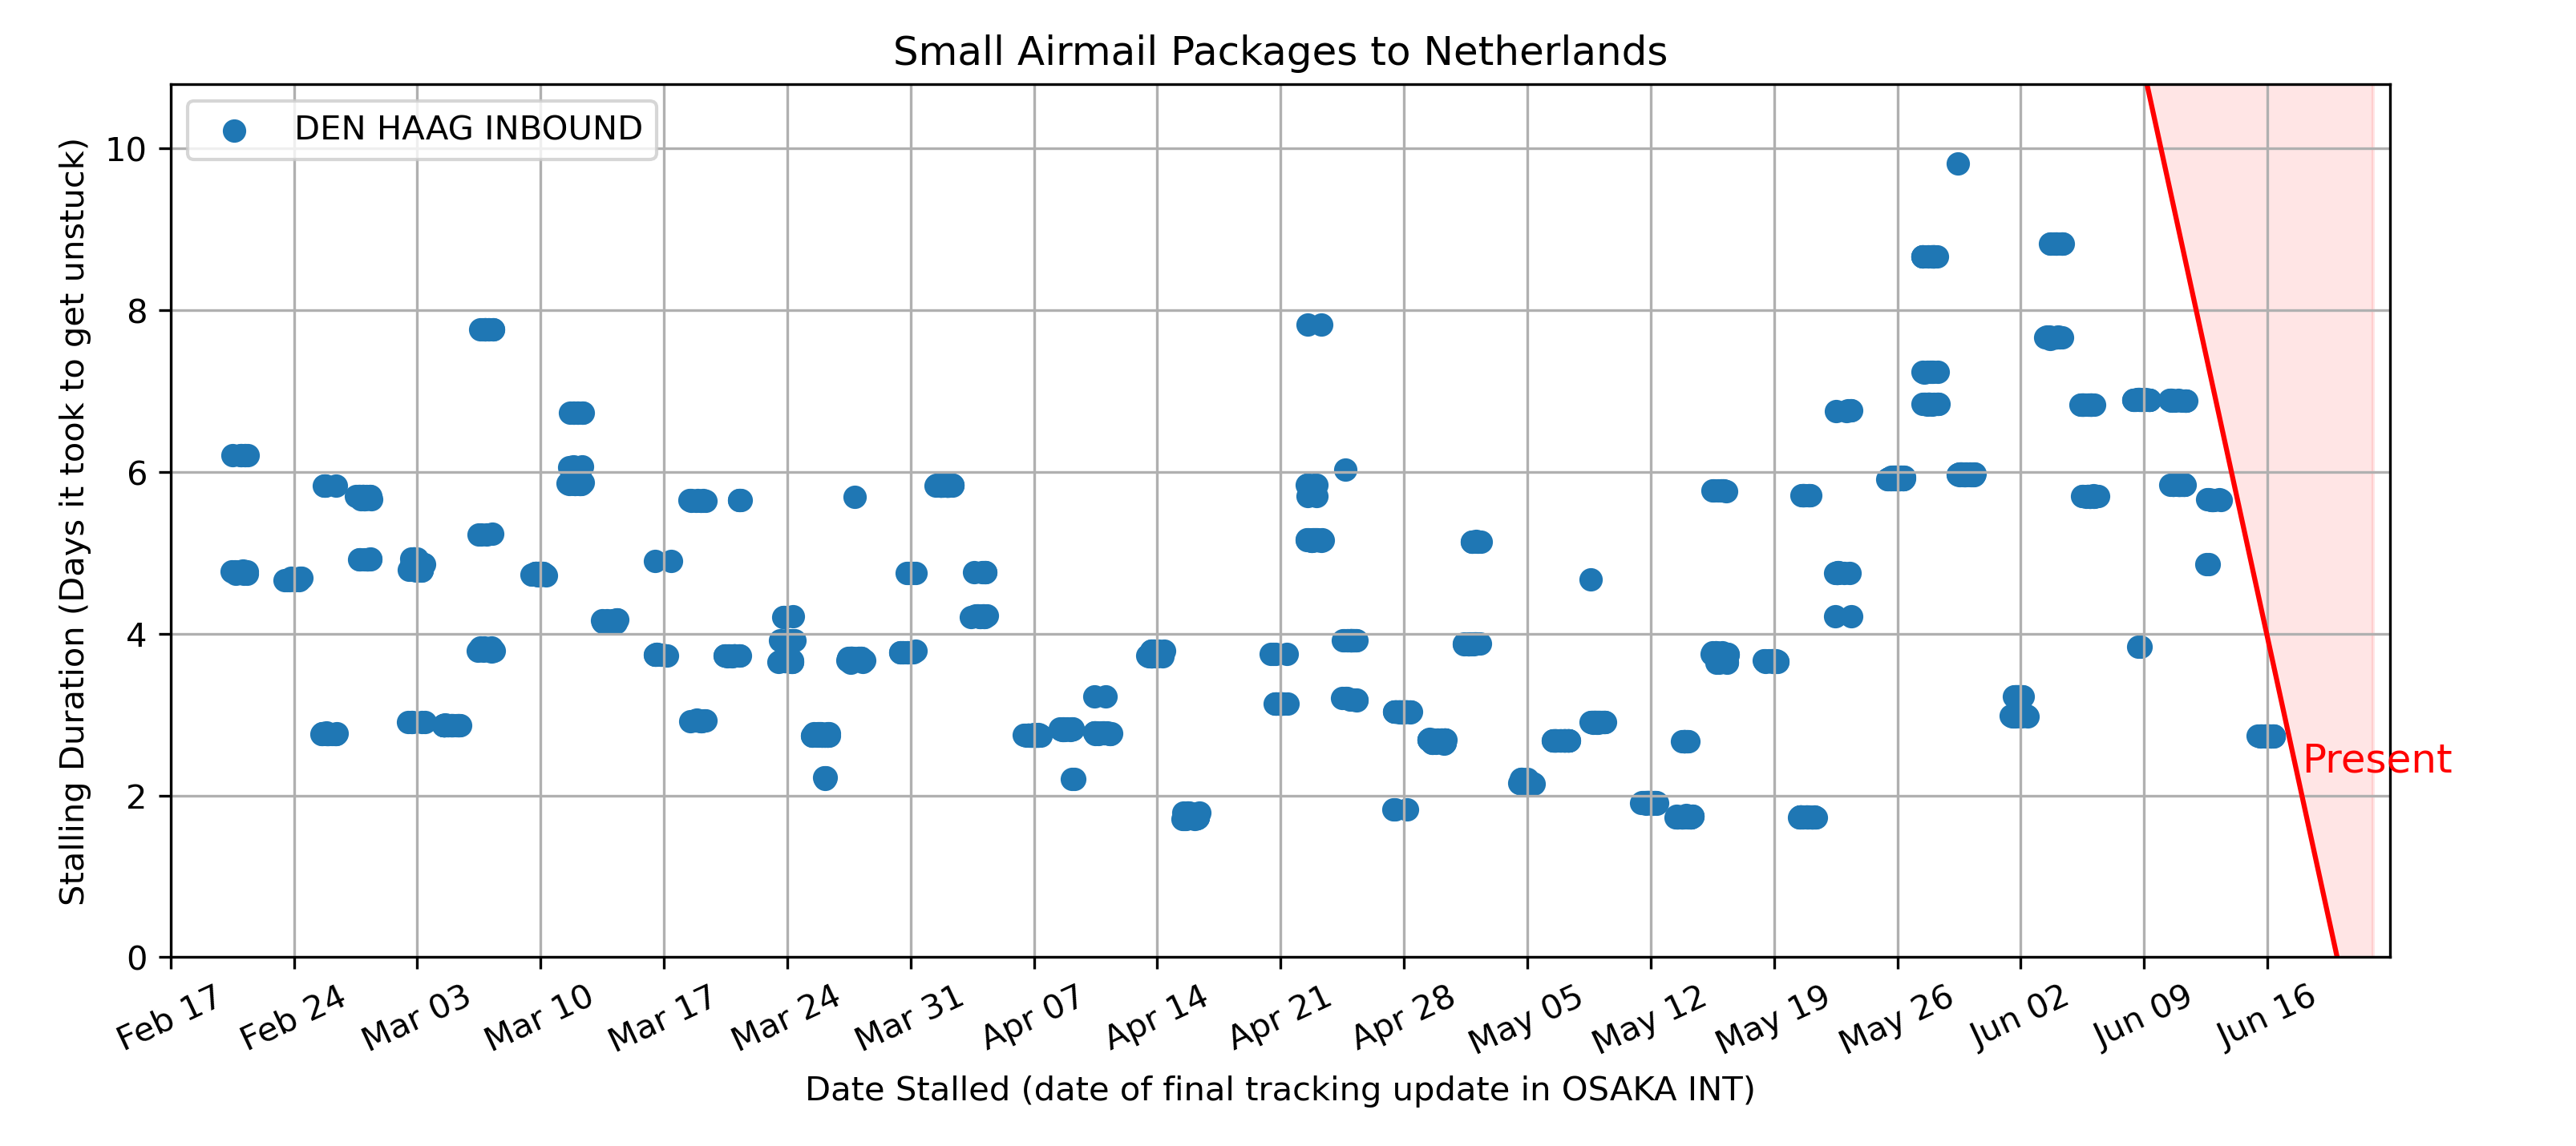 Small Airmail Packages to Netherlands
DEN HAAG INBOUND
Stalling Duration (Days it took to get unstuck)
10
8
6
4
2
0
Present
Feb 17
Feb 24
Mar 03
Mar 10
Mar 17
Mar 24
Mar 31
Apr 07
Apr 14
Apr 21
Apr 28
May 05
May 12
May 19
May 26
Jun 02
Jun 09
Jun 16
Date Stalled (date of final tracking update in OSAKA INT)